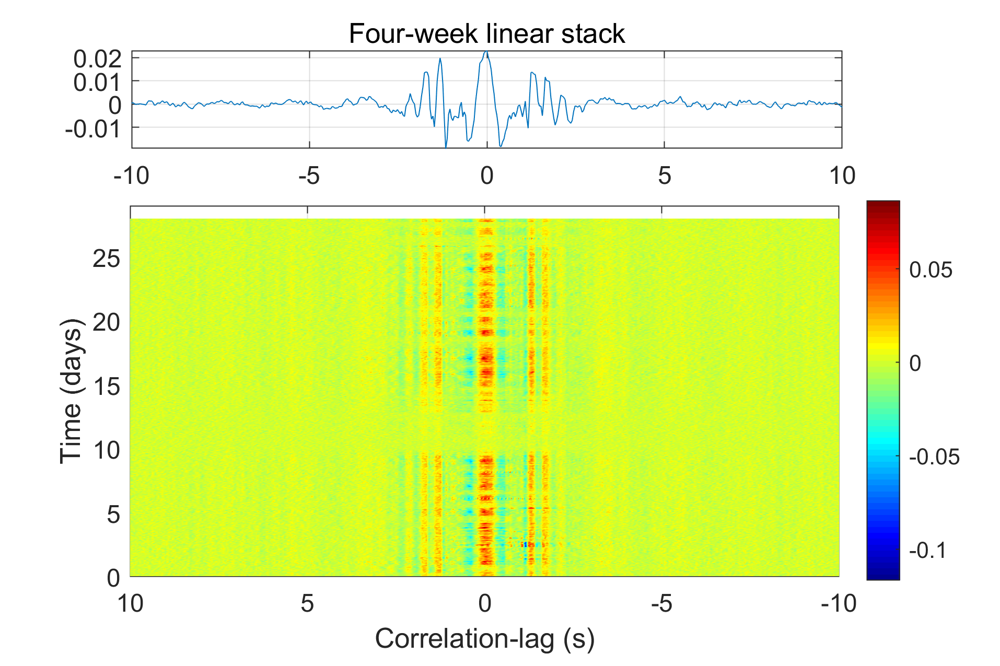 Four-week linear stack
0.02
0.01
0
-0.01
-10 -5 0 5 10
25
20
15
10
5
0
Time (days)
10 5 0 -5 -10
Correlation-lag (s)
0.05
0
-0.05
-0.1